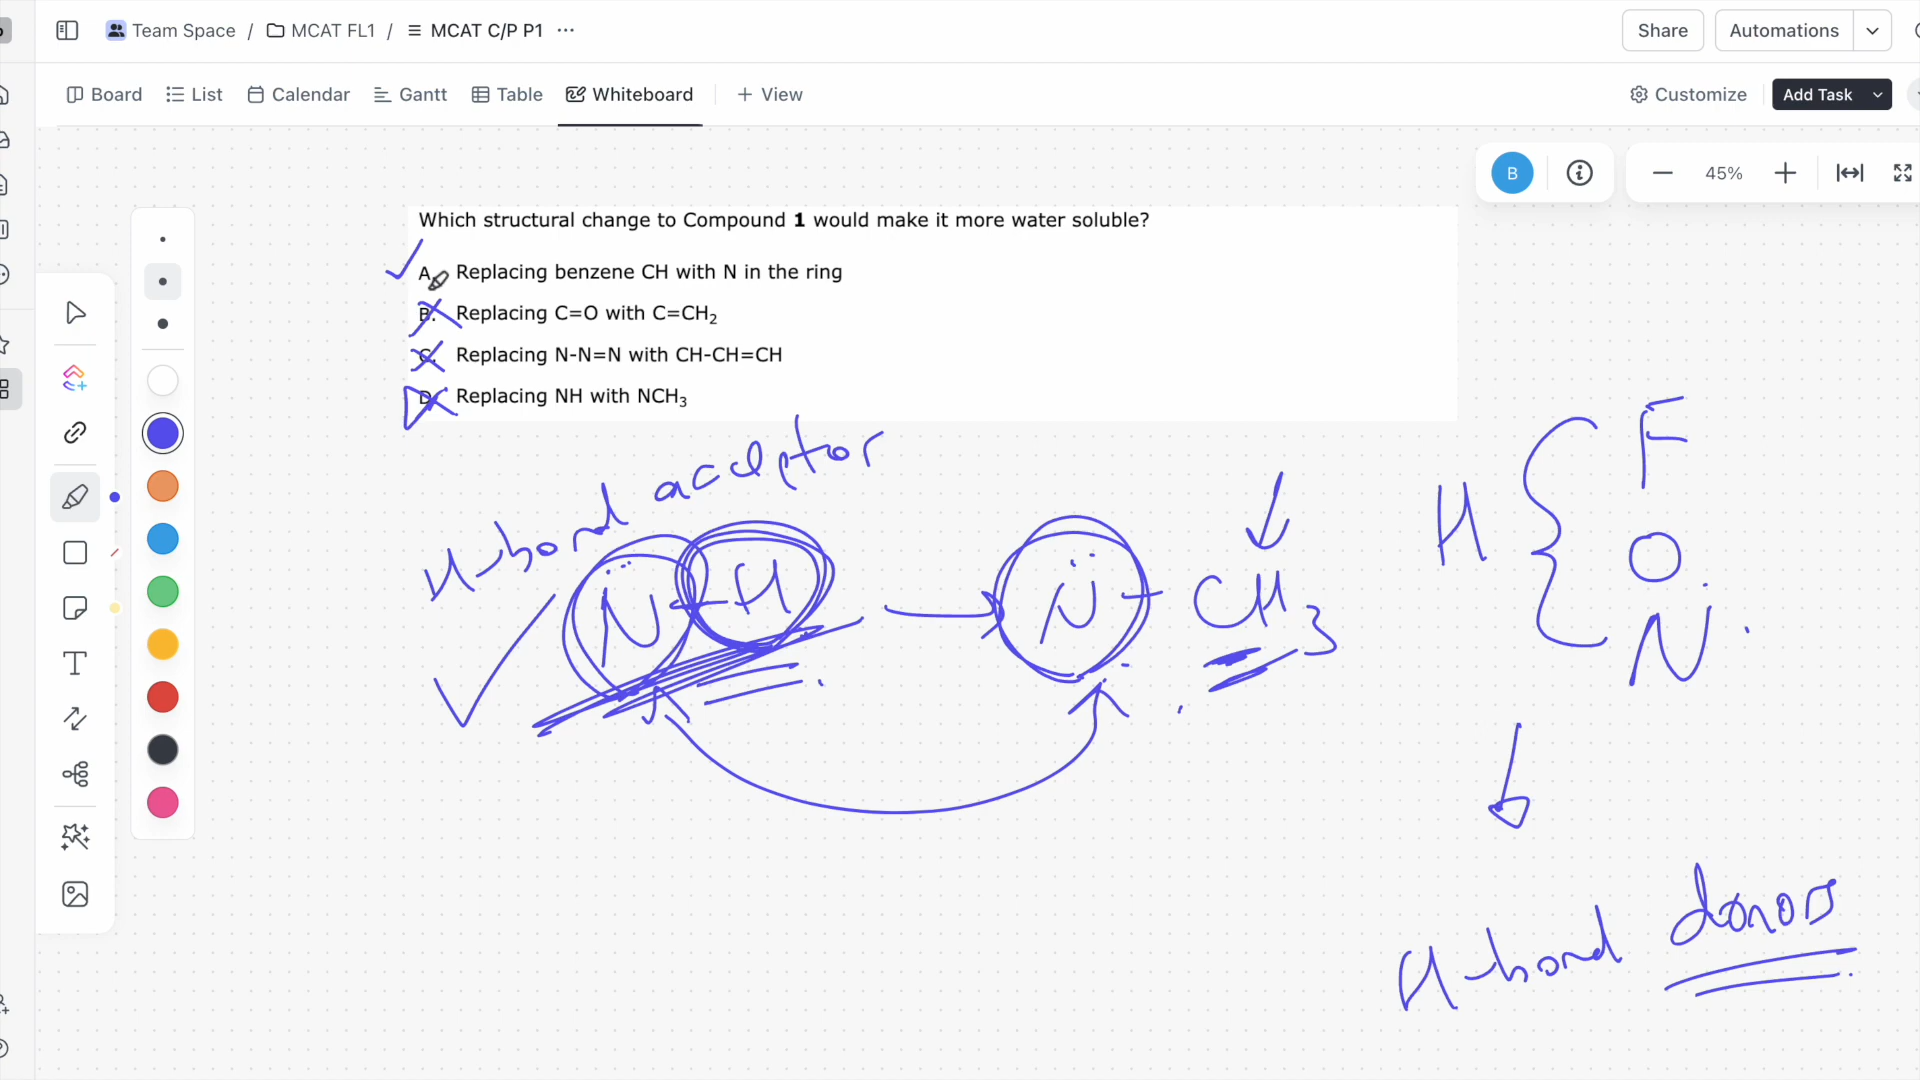 Team Space / MCAT FL1 / MCAT C/P P1 ...
Share
Automations
Board
List
Calendar
Gantt
Table
Whiteboard
+ View
Customize
Add Task
B
45%
Which structural change to Compound 1 would make it more water soluble?
A. Replacing benzene CH with N in the ring
B. Replacing C=O with C=CH₂
C. Replacing N-N=N with CH-CH=CH
D. Replacing NH with NCH₃
H-bond acceptor
N-H → N-CH3
H { F
O
N
H-bond donors
T